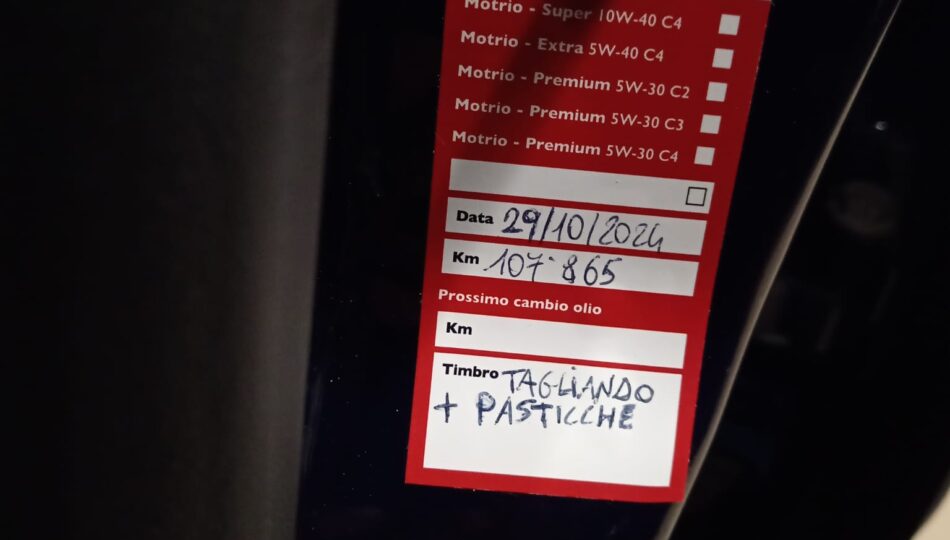 Motrio - Super 10W-40 C4
Motrio - Extra 5W-40 C4
Motrio - Premium 5W-30 C2
Motrio - Premium 5W-30 C3
Motrio - Premium 5W-30 C4
Data 29/10/2024
Km 107.865
Prossimo cambio olio
Km
Timbro TAGLIANDO
+ PASTICCHE